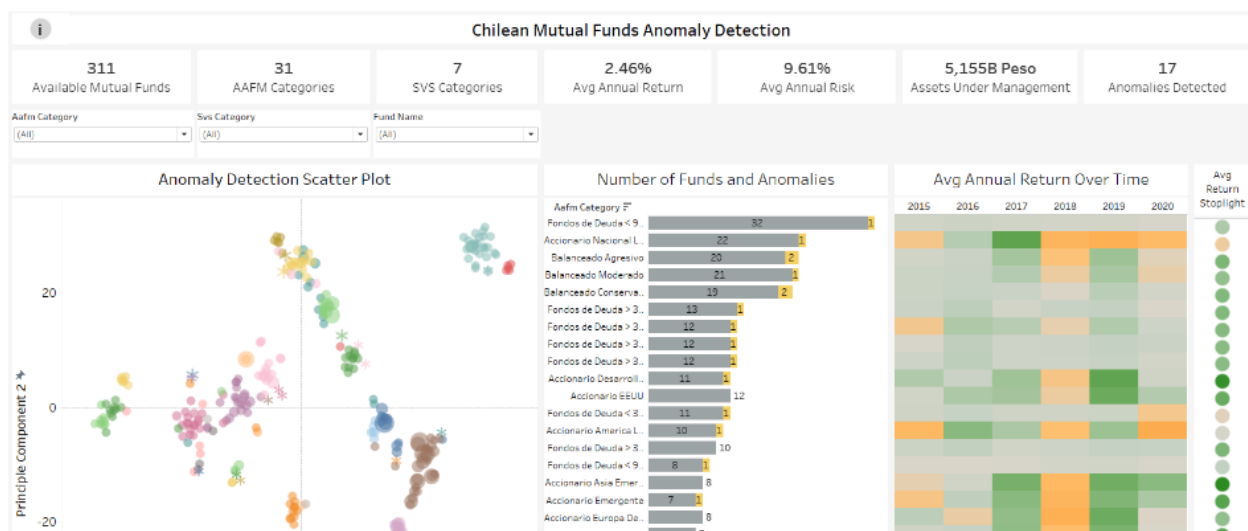 i
Chilean Mutual Funds Anomaly Detection
311
Available Mutual Funds
31
AAFM Categories
7
SVS Categories
2.46%
Avg Annual Return
9.61%
Avg Annual Risk
5,155B Peso
Assets Under Management
17
Anomalies Detected
Aafm Category
(All)
Svs Category
(All)
Fund Name
(All)
Anomaly Detection Scatter Plot
Principle Component 2
20
0
-20
Number of Funds and Anomalies
Aafm Category
Fondos de Deuda < 9.. 32 1
Accionario Nacional L.. 22 1
Balanceado Agresivo 20 2
Balanceado Moderado 21 1
Balanceado Conserva.. 19 2
Fondos de Deuda > 3.. 13 1
Fondos de Deuda > 3.. 12 1
Fondos de Deuda > 3.. 12 1
Fondos de Deuda > 3.. 12 1
Accionario Desarroll.. 11 1
Accionario EEUU 12
Fondos de Deuda < 3.. 11 1
Accionario America L.. 10 1
Fondos de Deuda > 3.. 10
Fondos de Deuda < 9.. 8 1
Accionario Asia Emer.. 8
Accionario Emergente 7 1
Accionario Europa De.. 8
Avg Annual Return Over Time
2015 2016 2017 2018 2019 2020
Avg
Return
Stoplight